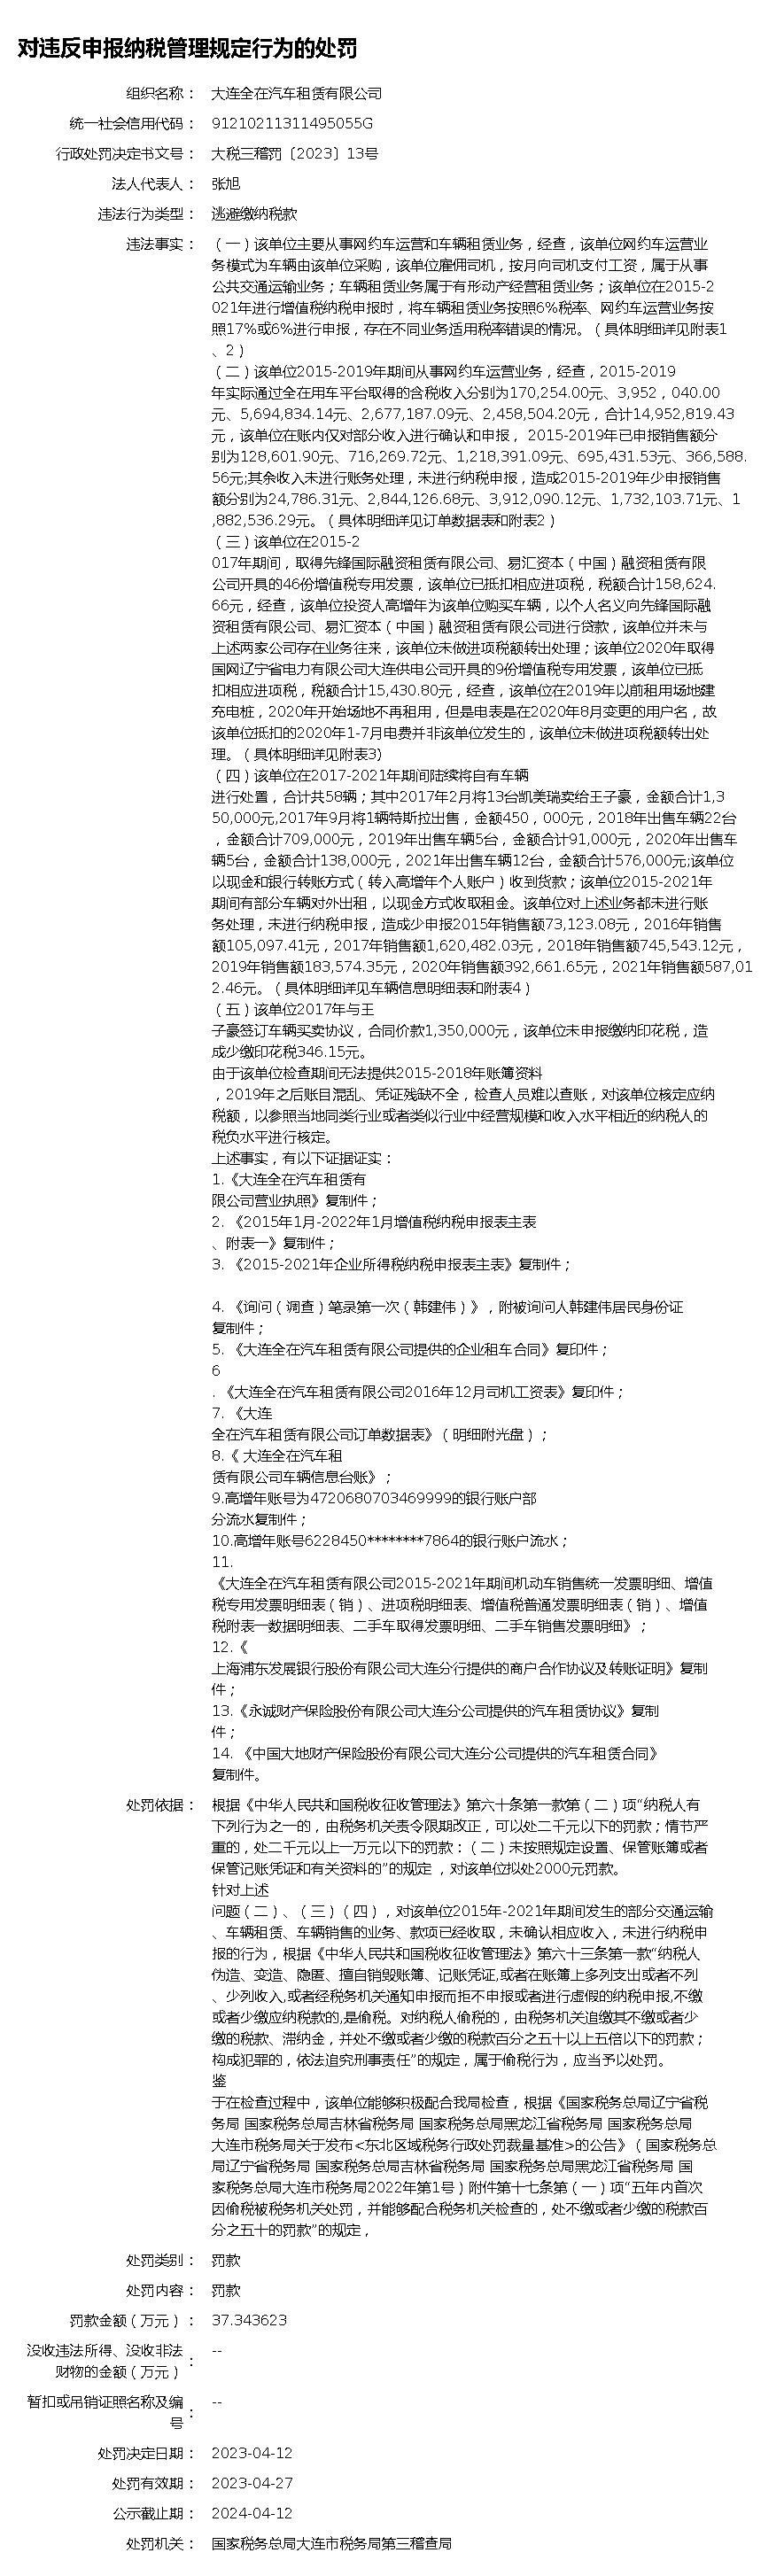 对违反申报纳税管理规定行为的处罚
组织名称： 大连全在汽车租赁有限公司
统一社会信用代码： 91210211311495055G
行政处罚决定书文号： 大税三稽罚〔2023〕13号
法人代表人： 张旭
违法行为类型： 逃避缴纳税款
违法事实： （一）该单位主要从事网约车运营和车辆租赁业务，经查，该单位网约车运营业
务模式为车辆由该单位采购，该单位雇佣司机，按月向司机支付工资，属于从事
公共交通运输业务；车辆租赁业务属于有形动产经营租赁业务；该单位在2015-2
021年进行增值税纳税申报时，将车辆租赁业务按照6%税率、网约车运营业务按
照17%或6%进行申报，存在不同业务适用税率错误的情况。（具体明细详见附表1
、2）
（二）该单位2015-2019年期间从事网约车运营业务，经查，2015-2019
年实际通过全在用车平台取得的含税收入分别为170,254.00元、3,952，040.00
元、5,694,834.14元、2,677,187.09元、2,458,504.20元，合计14,952,819.43
元，该单位在账内仅对部分收入进行确认和申报， 2015-2019年已申报销售额分
别为128,601.90元、716,269.72元、1,218,391.09元、695,431.53元、366,588.
56元;其余收入未进行账务处理，未进行纳税申报，造成2015-2019年少申报销售
额分别为24,786.31元、2,844,126.68元、3,912,090.12元、1,732,103.71元、1
,882,536.29元。（具体明细详见订单数据表和附表2）
（三）该单位在2015-2
017年期间，取得先锋国际融资租赁有限公司、易汇资本（中国）融资租赁有限
公司开具的46份增值税专用发票，该单位已抵扣相应进项税，税额合计158,624.
66元，经查，该单位投资人高增年为该单位购买车辆，以个人名义向先锋国际融
资租赁有限公司、易汇资本（中国）融资租赁有限公司进行贷款，该单位并未与
上述两家公司存在业务往来，该单位未做进项税额转出处理；该单位2020年取得
国网辽宁省电力有限公司大连供电公司开具的9份增值税专用发票，该单位已抵
扣相应进项税，税额合计15,430.80元，经查，该单位在2019年以前租用场地建
充电桩，2020年开始场地不再租用，但是电表是在2020年8月变更的用户名，故
该单位抵扣的2020年1-7月电费并非该单位发生的，该单位未做进项税额转出处
理。（具体明细详见附表3)
（四）该单位在2017-2021年期间陆续将自有车辆
进行处置，合计共58辆；其中2017年2月将13台凯美瑞卖给王子豪，金额合计1,3
50,000元,2017年9月将1辆特斯拉出售，金额450，000元，2018年出售车辆22台
，金额合计709,000元，2019年出售车辆5台，金额合计91,000元，2020年出售车
辆5台，金额合计138,000元，2021年出售车辆12台，金额合计576,000元;该单位
以现金和银行转账方式（转入高增年个人账户）收到货款；该单位2015-2021年
期间有部分车辆对外出租，以现金方式收取租金。该单位对上述业务都未进行账
务处理，未进行纳税申报，造成少申报2015年销售额73,123.08元，2016年销售
额105,097.41元，2017年销售额1,620,482.03元，2018年销售额745,543.12元，
2019年销售额183,574.35元，2020年销售额392,661.65元，2021年销售额587,01
2.46元。（具体明细详见车辆信息明细表和附表4）
（五）该单位2017年与王
子豪签订车辆买卖协议，合同价款1,350,000元，该单位未申报缴纳印花税，造
成少缴印花税346.15元。
由于该单位检查期间无法提供2015-2018年账簿资料
，2019年之后账目混乱、凭证残缺不全，检查人员难以查账，对该单位核定应纳
税额，以参照当地同类行业或者类似行业中经营规模和收入水平相近的纳税人的
税负水平进行核定。
上述事实，有以下证据证实：
1.《大连全在汽车租赁有
限公司营业执照》复制件；
2. 《2015年1月-2022年1月增值税纳税申报表主表
、附表一》复制件；
3. 《2015-2021年企业所得税纳税申报表主表》复制件；
4. 《询问（调查）笔录第一次（韩建伟）》，附被询问人韩建伟居民身份证
复制件；
5. 《大连全在汽车租赁有限公司提供的企业租车合同》复印件；
6
. 《大连全在汽车租赁有限公司2016年12月司机工资表》复印件；
7. 《大连
全在汽车租赁有限公司订单数据表》（明细附光盘）；
8.《 大连全在汽车租
赁有限公司车辆信息台账》；
9.高增年账号为4720680703469999的银行账户部
分流水复制件；
10.高增年账号6228450********7864的银行账户流水；
11.
《大连全在汽车租赁有限公司2015-2021年期间机动车销售统一发票明细、增值
税专用发票明细表（销）、进项税明细表、增值税普通发票明细表（销）、增值
税附表一数据明细表、二手车取得发票明细、二手车销售发票明细》；
12.《
上海浦东发展银行股份有限公司大连分行提供的商户合作协议及转账证明》复制
件；
13.《永诚财产保险股份有限公司大连分公司提供的汽车租赁协议》复制
件；
14. 《中国大地财产保险股份有限公司大连分公司提供的汽车租赁合同》
复制件。
处罚依据： 根据《中华人民共和国税收征收管理法》第六十条第一款第（二）项“纳税人有
下列行为之一的，由税务机关责令限期改正，可以处二千元以下的罚款；情节严
重的，处二千元以上一万元以下的罚款：（二）未按照规定设置、保管账簿或者
保管记账凭证和有关资料的”的规定 ，对该单位拟处2000元罚款。
针对上述
问题（二）、（三）（四），对该单位2015年-2021年期间发生的部分交通运输
、车辆租赁、车辆销售的业务、款项已经收取，未确认相应收入，未进行纳税申
报的行为，根据《中华人民共和国税收征收管理法》第六十三条第一款“纳税人
伪造、变造、隐匿、擅自销毁账簿、记账凭证,或者在账簿上多列支出或者不列
、少列收入,或者经税务机关通知申报而拒不申报或者进行虚假的纳税申报,不缴
或者少缴应纳税款的,是偷税。对纳税人偷税的，由税务机关追缴其不缴或者少
缴的税款、滞纳金，并处不缴或者少缴的税款百分之五十以上五倍以下的罚款；
构成犯罪的，依法追究刑事责任”的规定，属于偷税行为，应当予以处罚。
鉴
于在检查过程中，该单位能够积极配合我局检查，根据《国家税务总局辽宁省税
务局 国家税务总局吉林省税务局 国家税务总局黑龙江省税务局 国家税务总局
大连市税务局关于发布<东北区域税务行政处罚裁量基准>的公告》（国家税务总
局辽宁省税务局 国家税务总局吉林省税务局 国家税务总局黑龙江省税务局 国
家税务总局大连市税务局2022年第1号）附件第十七条第（一）项“五年内首次
因偷税被税务机关处罚，并能够配合税务机关检查的，处不缴或者少缴的税款百
分之五十的罚款”的规定，
处罚类别： 罚款
处罚内容： 罚款
罚款金额（万元）： 37.343623
没收违法所得、没收非法
财物的金额（万元）： --
暂扣或吊销证照名称及编
号： --
处罚决定日期： 2023-04-12
处罚有效期： 2023-04-27
公示截止期： 2024-04-12
处罚机关： 国家税务总局大连市税务局第三稽查局